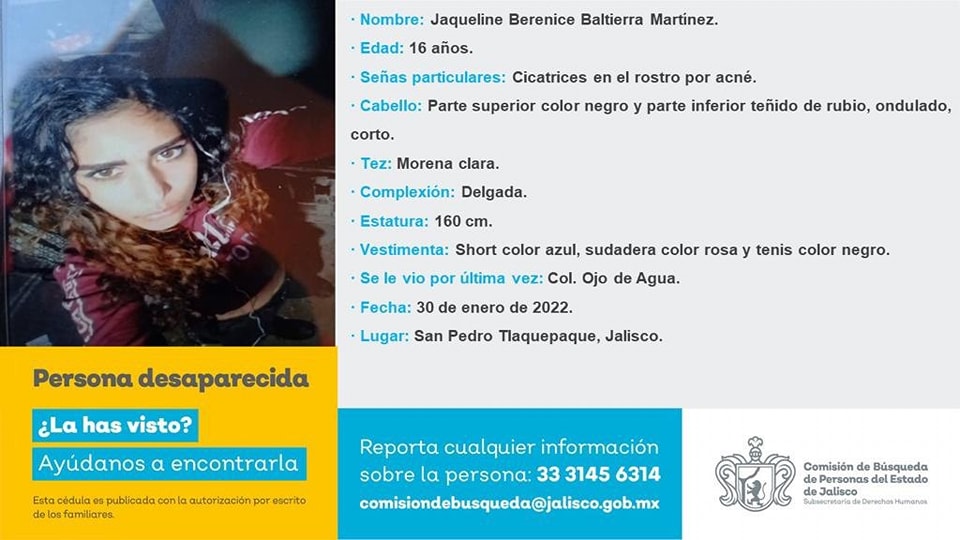 · Nombre: Jaqueline Berenice Baltierra Martínez.
· Edad: 16 años.
· Señas particulares: Cicatrices en el rostro por acné.
· Cabello: Parte superior color negro y parte inferior teñido de rubio, ondulado,
corto.
· Tez: Morena clara.
· Complexión: Delgada.
· Estatura: 160 cm.
· Vestimenta: Short color azul, sudadera color rosa y tenis color negro.
· Se le vio por última vez: Col. Ojo de Agua.
· Fecha: 30 de enero de 2022.
· Lugar: San Pedro Tlaquepaque, Jalisco.
Persona desaparecida
¿La has visto?
Ayúdanos a encontrarla
Esta cédula es publicada con la autorización por escrito
de los familiares.
Reporta cualquier información
sobre la persona: 33 3145 6314
comisiondebusqueda@jalisco.gob.mx
Comisión de Búsqueda
de Personas del Estado
de Jalisco
Subsecretaría de Derechos Humanos